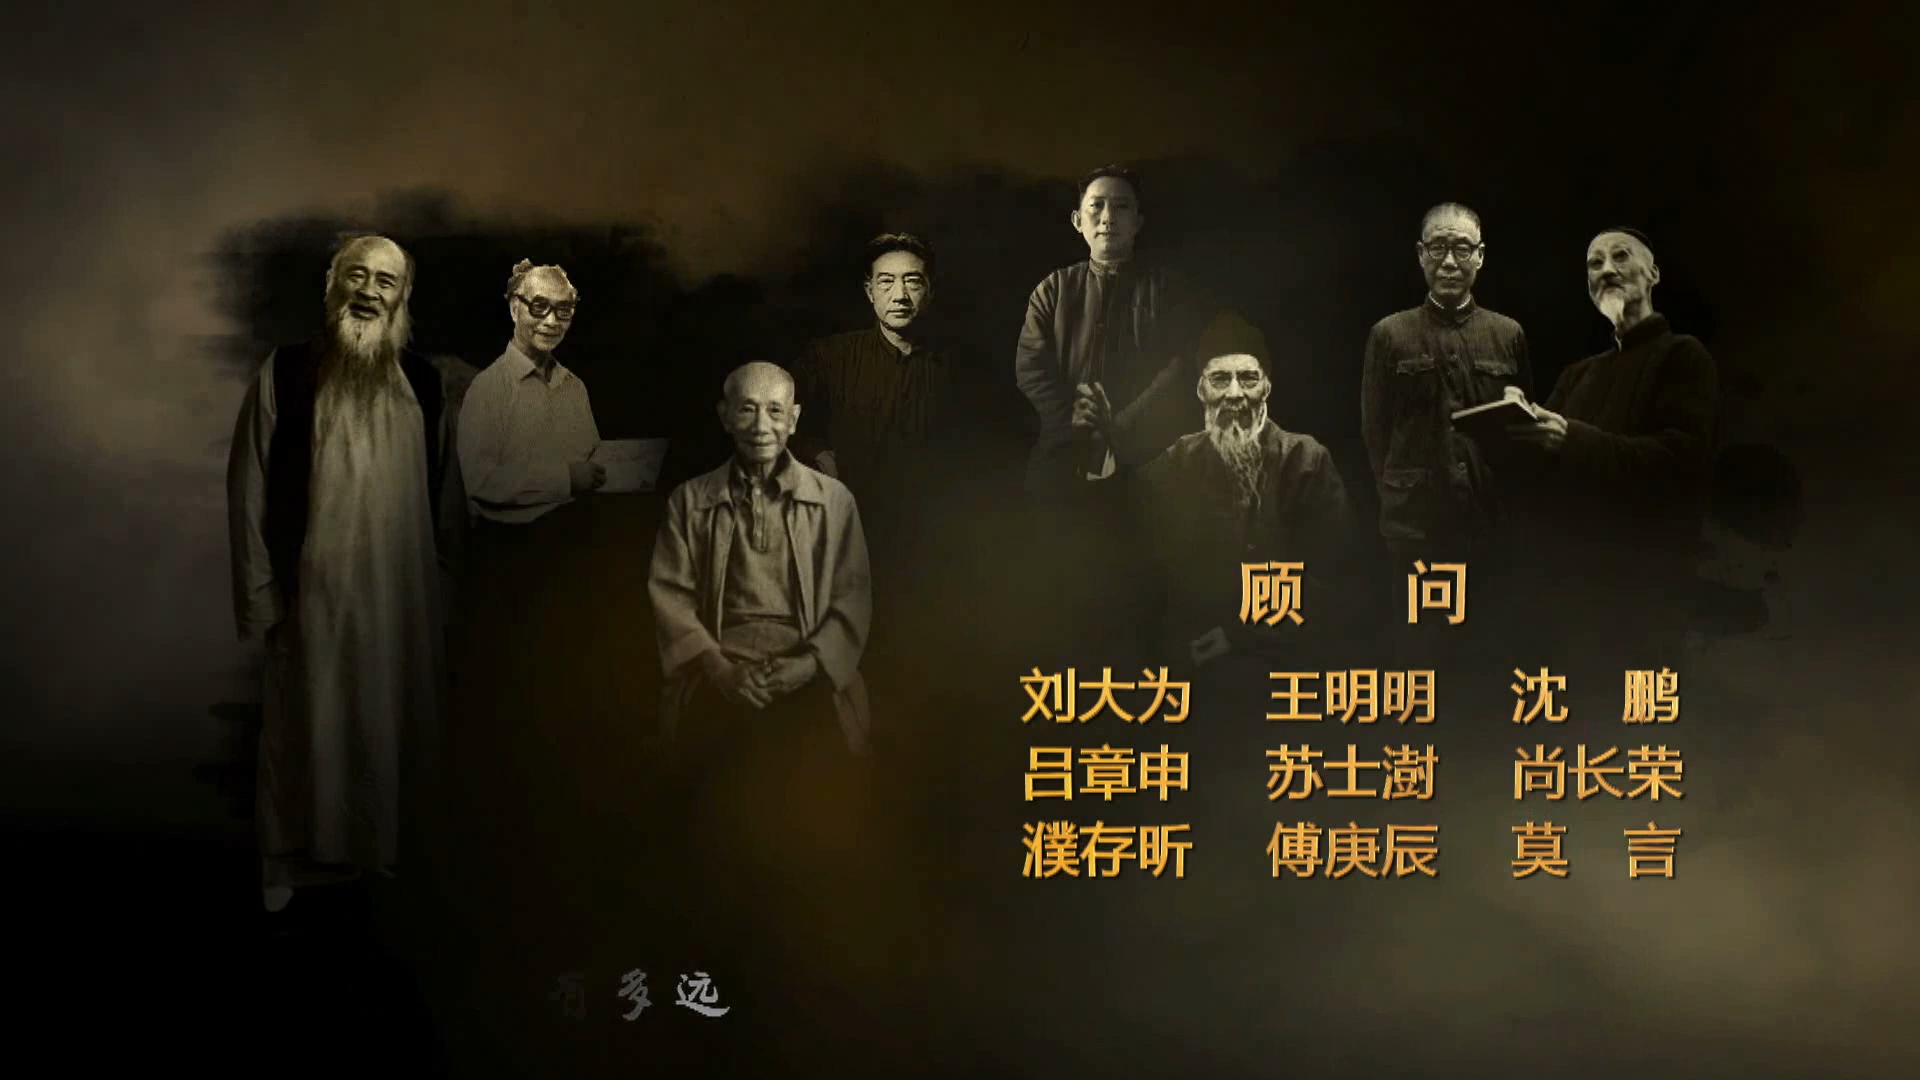 顾 问
刘大为 王明明 沈 鹏
吕章申 苏士澍 尚长荣
濮存昕 傅庚辰 莫 言
有多远